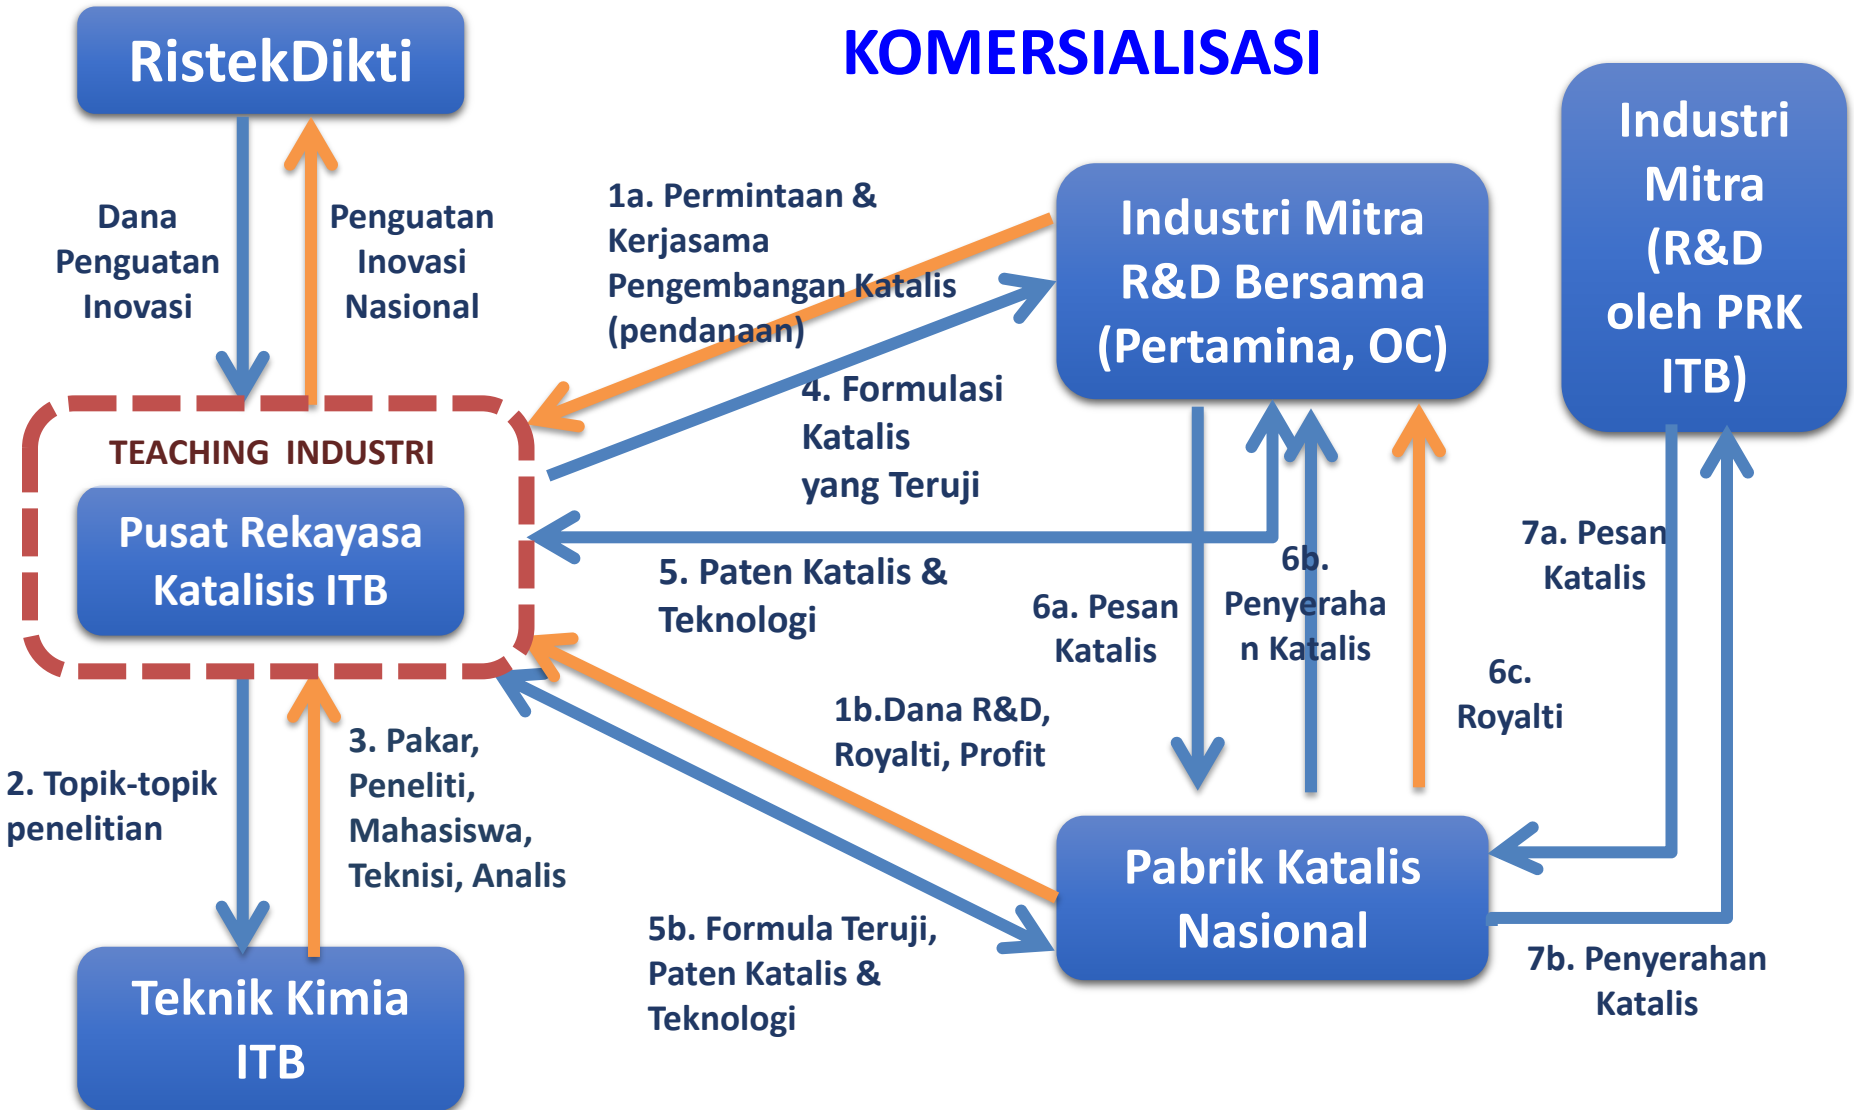 RistekDikti
KOMERSIALISASI
Industri
Mitra
(R&D
oleh PRK
ITB)
Dana
Penguatan
Inovasi
Penguatan
Inovasi
Nasional
1a. Permintaan &
Kerjasama
Pengembangan Katalis
(pendanaan)
Industri Mitra
R&D Bersama
(Pertamina, OC)
4. Formulasi
Katalis
yang Teruji
TEACHING INDUSTRI
Pusat Rekayasa
Katalisis ITB
5. Paten Katalis &
Teknologi
6a. Pesan
Katalis
6b.
Penyeraha
n Katalis
6c.
Royalti
7a. Pesan
Katalis
1b.Dana R&D,
Royalti, Profit
2. Topik-topik
penelitian
3. Pakar,
Peneliti,
Mahasiswa,
Teknisi, Analis
5b. Formula Teruji,
Paten Katalis &
Teknologi
Pabrik Katalis
Nasional
7b. Penyerahan
Katalis
Teknik Kimia
ITB